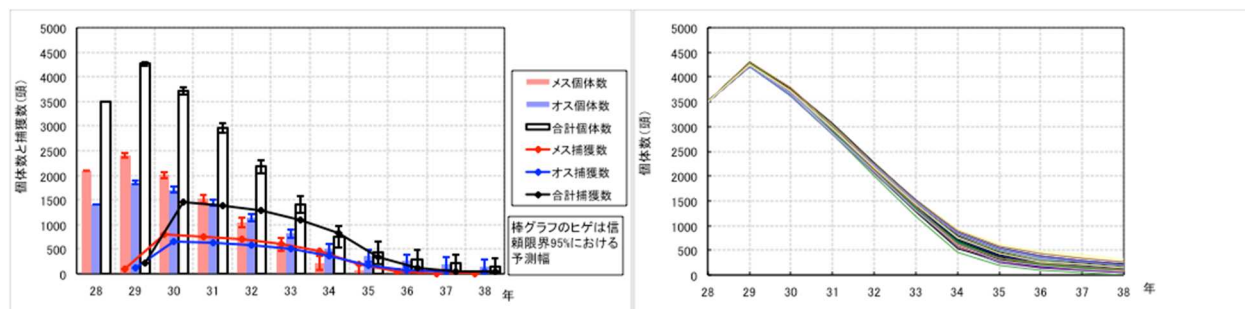 個体数と捕獲数(頭)
5000
4500
4000
3500
3000
2500
2000
1500
1000
500
0
28 29 30 31 32 33 34 35 36 37 38 年
メス個体数
オス個体数
合計個体数
メス捕獲数
オス捕獲数
合計捕獲数
棒グラフのヒゲは信
頼限界95%における
予測幅
個体数(頭)
5000
4500
4000
3500
3000
2500
2000
1500
1000
500
0
28 29 30 31 32 33 34 35 36 37 38 年